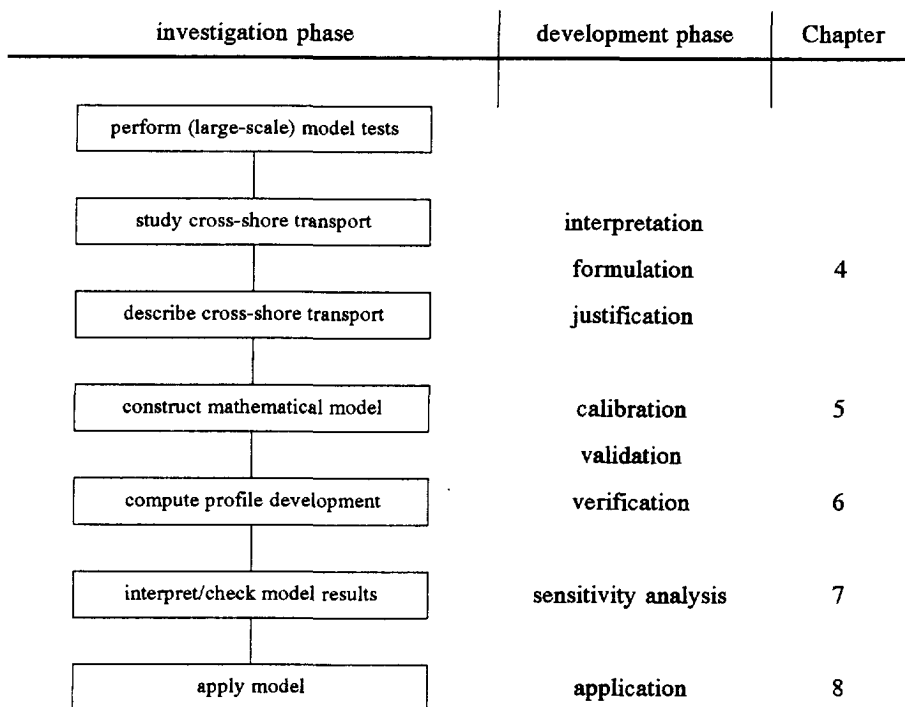 investigation phase development phase Chapter
perform (large-scale) model tests
study cross-shore transport interpretation
formulation 4
describe cross-shore transport justification
construct mathematical model calibration 5
validation
compute profile development verification 6
interpret/check model results sensitivity analysis 7
apply model application 8